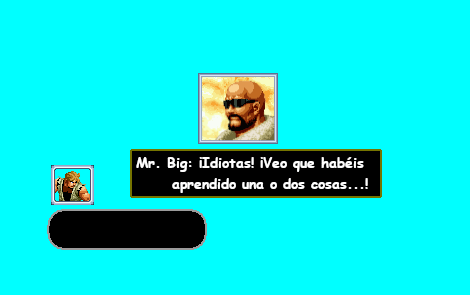 Mr. Big: ¡Idiotas! ¡Veo que habéis
aprendido una o dos cosas...!